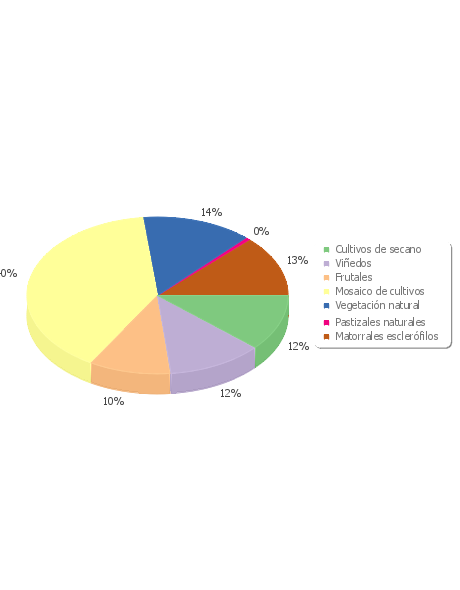 14%
0%
13%
0%
12%
12%
10%
Cultivos de secano
Viñedos
Frutales
Mosaico de cultivos
Vegetación natural
Pastizales naturales
Matorrales esclerófilos